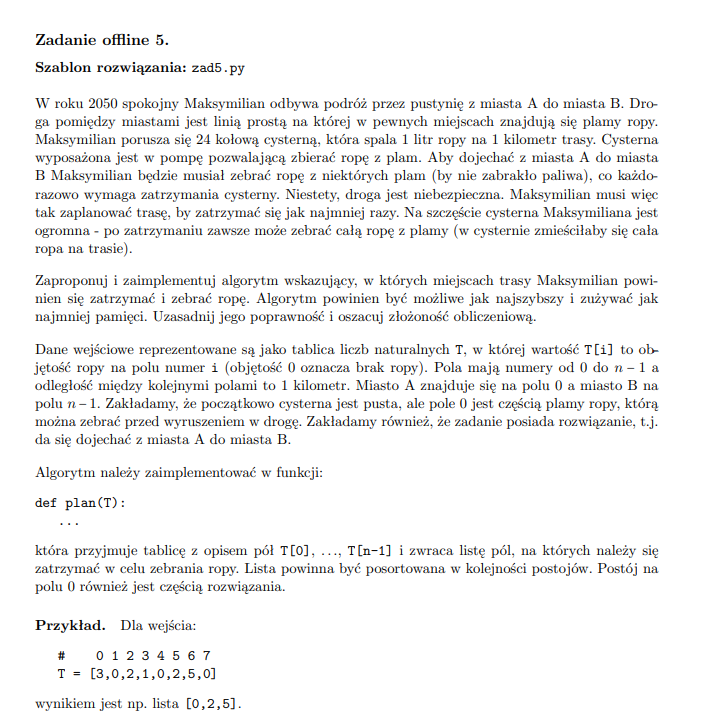 Zadanie offline 5.
Szablon rozwiązania: zad5.py
W roku 2050 spokojny Maksymilian odbywa podróż przez pustynię z miasta A do miasta B. Dro-
ga pomiędzy miastami jest linią prostą na której w pewnych miejscach znajdują się plamy ropy.
Maksymilian porusza się 24 kołową cysterną, która spala 1 litr ropy na 1 kilometr trasy. Cysterna
wyposażona jest w pompę pozwalającą zbierać ropę z plam. Aby dojechać z miasta A do miasta
B Maksymilian będzie musiał zebrać ropę z niektórych plam (by nie zabrakło paliwa), co każdo-
razowo wymaga zatrzymania cysterny. Niestety, droga jest niebezpieczna. Maksymilian musi więc
tak zaplanować trasę, by zatrzymać się jak najmniej razy. Na szczęście cysterna Maksymiliana jest
ogromna - po zatrzymaniu zawsze może zebrać całą ropę z plamy (w cysternie zmieściłaby się cała
ropa na trasie).
Zaproponuj i zaimplementuj algorytm wskazujący, w których miejscach trasy Maksymilian powi-
nien się zatrzymać i zebrać ropę. Algorytm powinien być możliwe jak najszybszy i zużywać jak
najmniej pamięci. Uzasadnij jego poprawność i oszacuj złożoność obliczeniową.
Dane wejściowe reprezentowane są jako tablica liczb naturalnych T, w której wartość T[i] to ob-
jętość ropy na polu numer i (objętość 0 oznacza brak ropy). Pola mają numery od 0 do n − 1 a
odległość między kolejnymi polami to 1 kilometr. Miasto A znajduje się na polu 0 a miasto B na
polu n − 1. Zakładamy, że początkowo cysterna jest pusta, ale pole 0 jest częścią plamy ropy, którą
można zebrać przed wyruszeniem w drogę. Zakładamy również, że zadanie posiada rozwiązanie, t.j.
da się dojechać z miasta A do miasta B.
Algorytm należy zaimplementować w funkcji:
def plan(T):
...
która przyjmuje tablicę z opisem pól T[0], ..., T[n-1] i zwraca listę pól, na których należy się
zatrzymać w celu zebrania ropy. Lista powinna być posortowana w kolejności postojów. Postój na
polu 0 również jest częścią rozwiązania.
Przykład. Dla wejścia:
# 0 1 2 3 4 5 6 7
T = [3,0,2,1,0,2,5,0]
wynikiem jest np. lista [0,2,5].